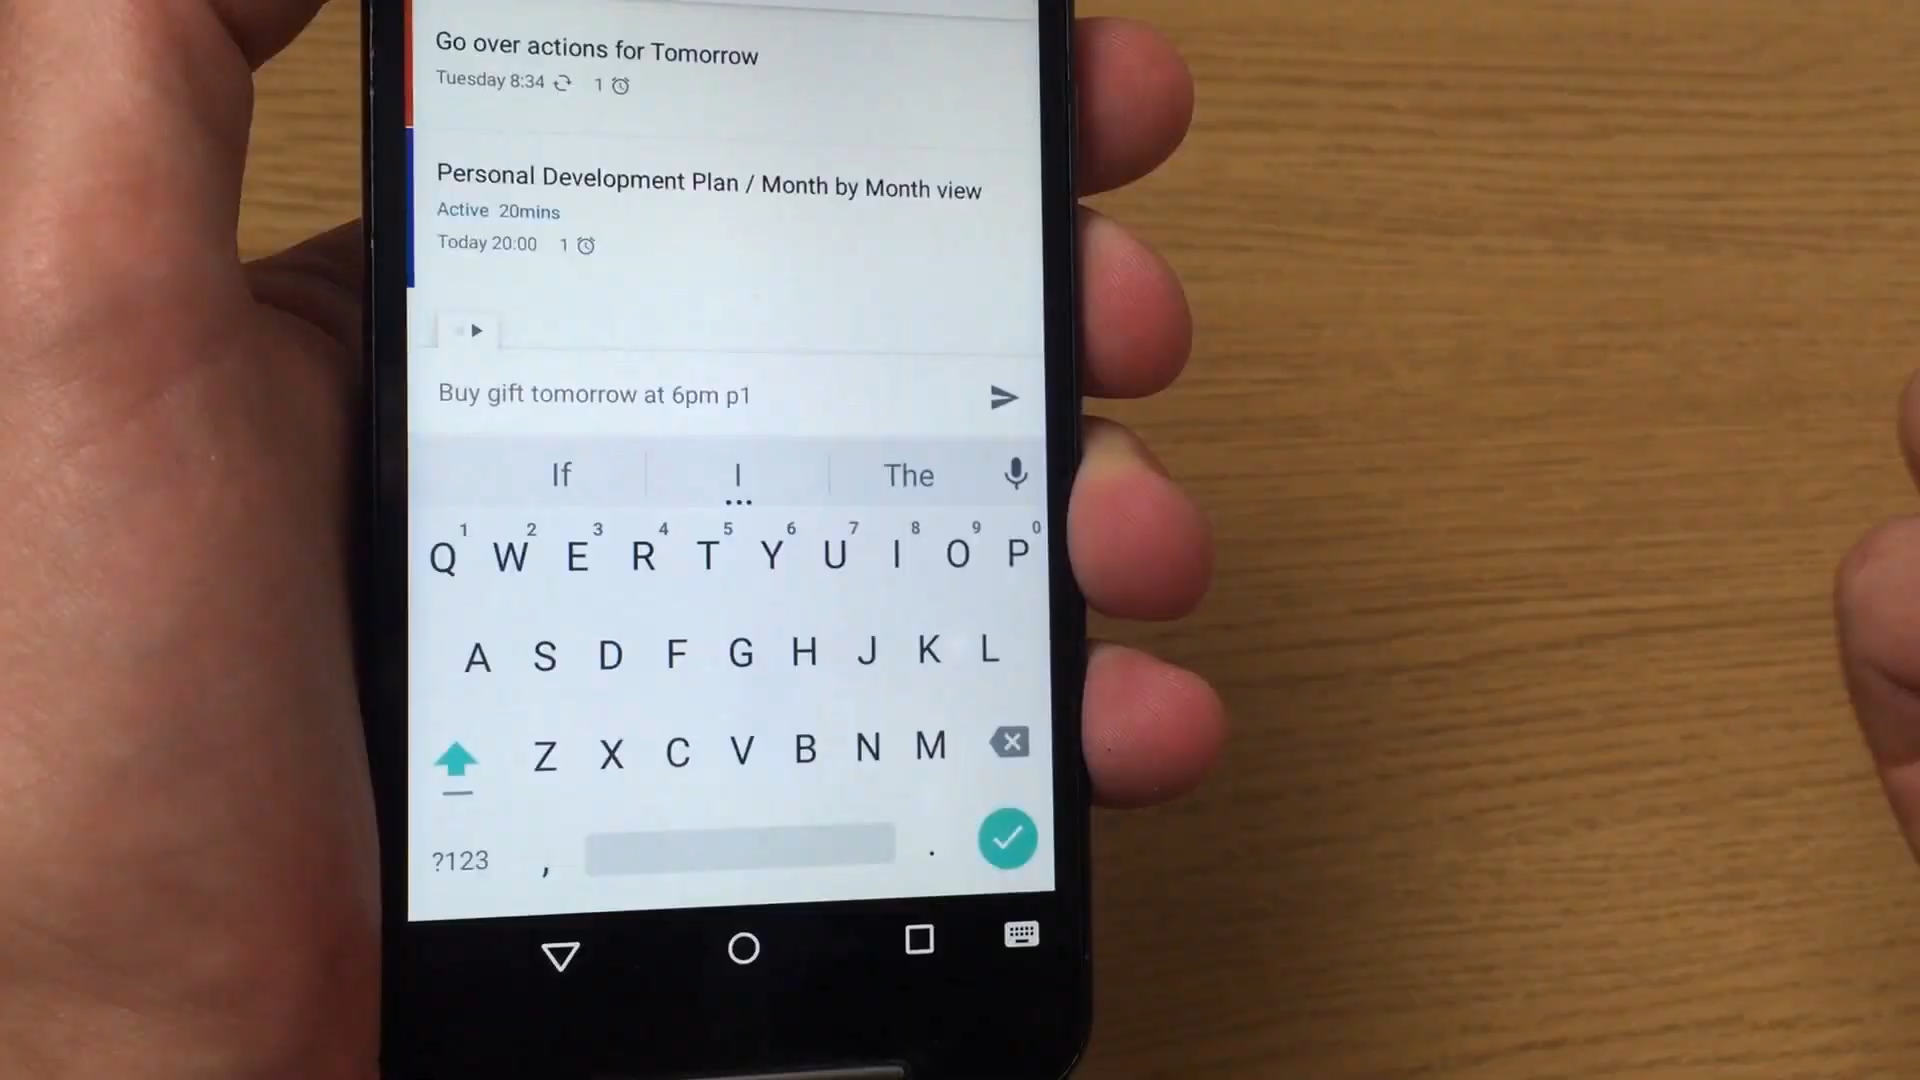 Go over actions for Tomorrow
Tuesday 8:34 1
Personal Development Plan / Month by Month view
Active 20mins
Today 20:00 1
Buy gift tomorrow at 6pm p1
If I The
1 2 3 4 5 6 7 8 9 0
Q W E R T Y U I O P
A S D F G H J K L
Z X C V B N M
?123 , .